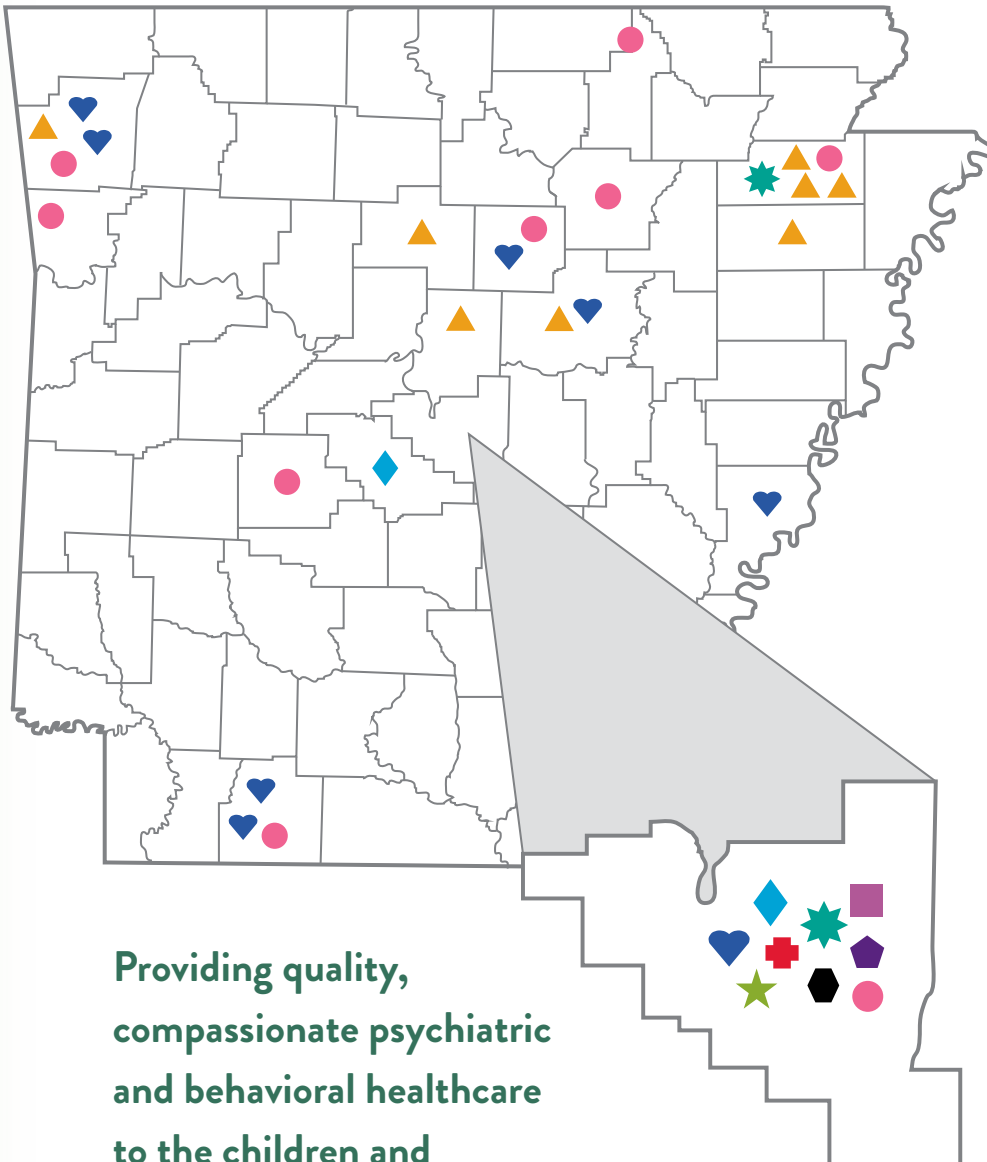 Providing quality,
compassionate psychiatric
and behavioral healthcare
to the children and